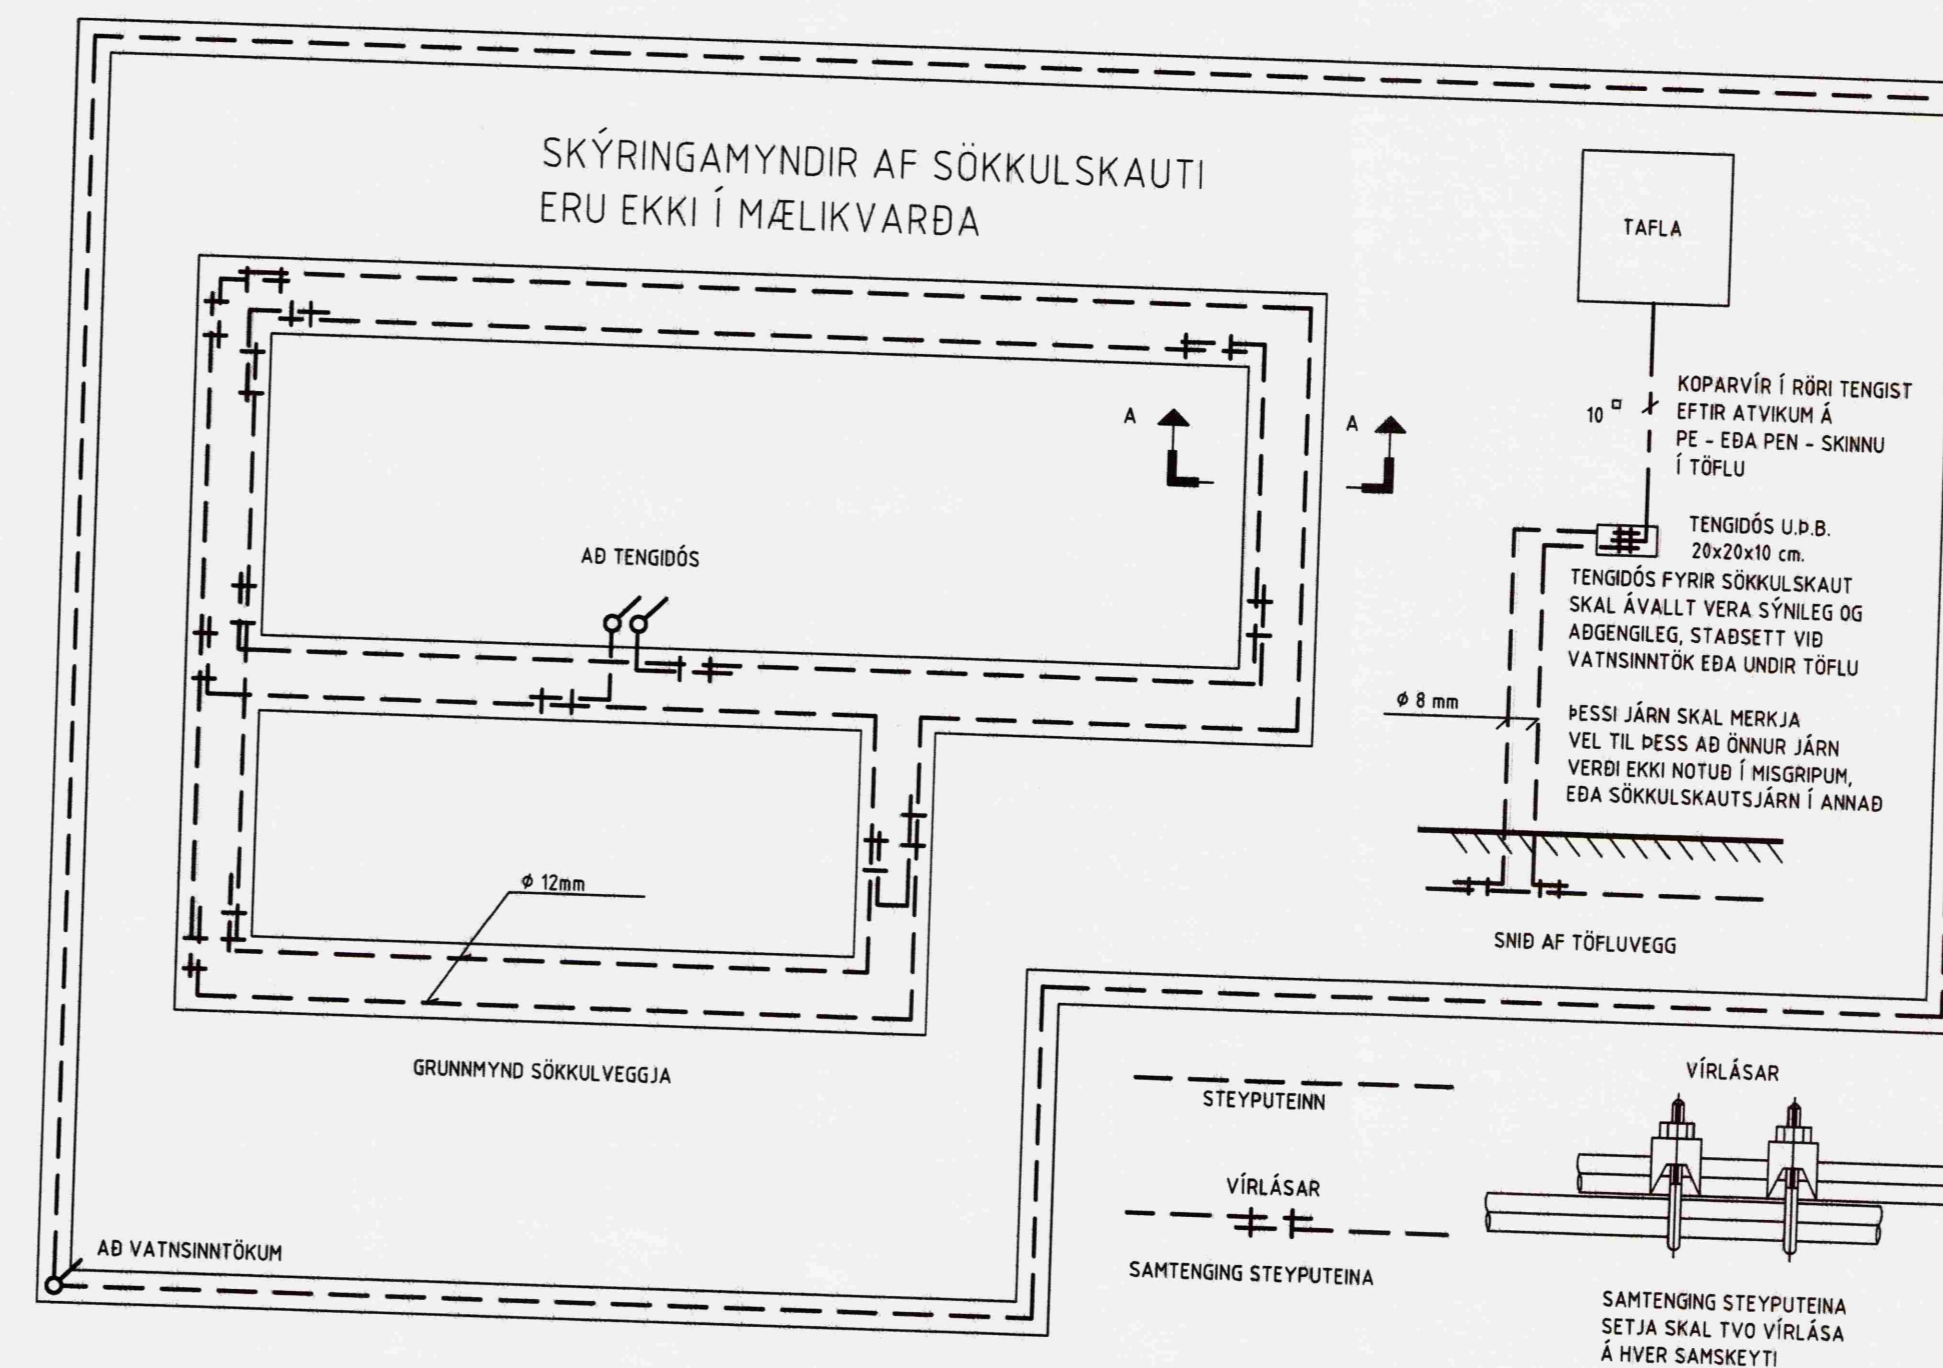 SKÝRINGAMYNDIR AF SÖKKULSKAUTI
ERU EKKI Í MÆLIKVARÐA
TAFLA
10 □
KOPARVÍR Í RÖRI TENGIST
EFTIR ATVIKUM Á
PE - EÐA PEN - SKINNU
Í TÖFLU
A
A
AÐ TENGIDÓS
TENGIDÓS U.Þ.B.
20x20x10 cm.
TENGIDÓS FYRIR SÖKKULSKAUT
SKAL ÁVALLT VERA SÝNILEG OG
AÐGENGILEG, STAÐSETT VIÐ
VATNSINNTÖK EÐA UNDIR TÖFLU
ϕ 8 mm
ÞESSI JÁRN SKAL MERKJA
VEL TIL ÞESS AÐ ÖNNUR JÁRN
VERÐI EKKI NOTUÐ Í MISGRIPUM,
EÐA SÖKKULSKAUTSJÁRN Í ANNAÐ
ϕ 12mm
SNIÐ AF TÖFLUVEGG
GRUNNMYND SÖKKULVEGGJA
STEYPUTEINN
VÍRLÁSAR
VÍRLÁSAR
SAMTENGING STEYPUTEINA
AÐ VATNSINNTÖKUM
SAMTENGING STEYPUTEINA
SETJA SKAL TVO VÍRLÁSA
Á HVER SAMSKEYTI